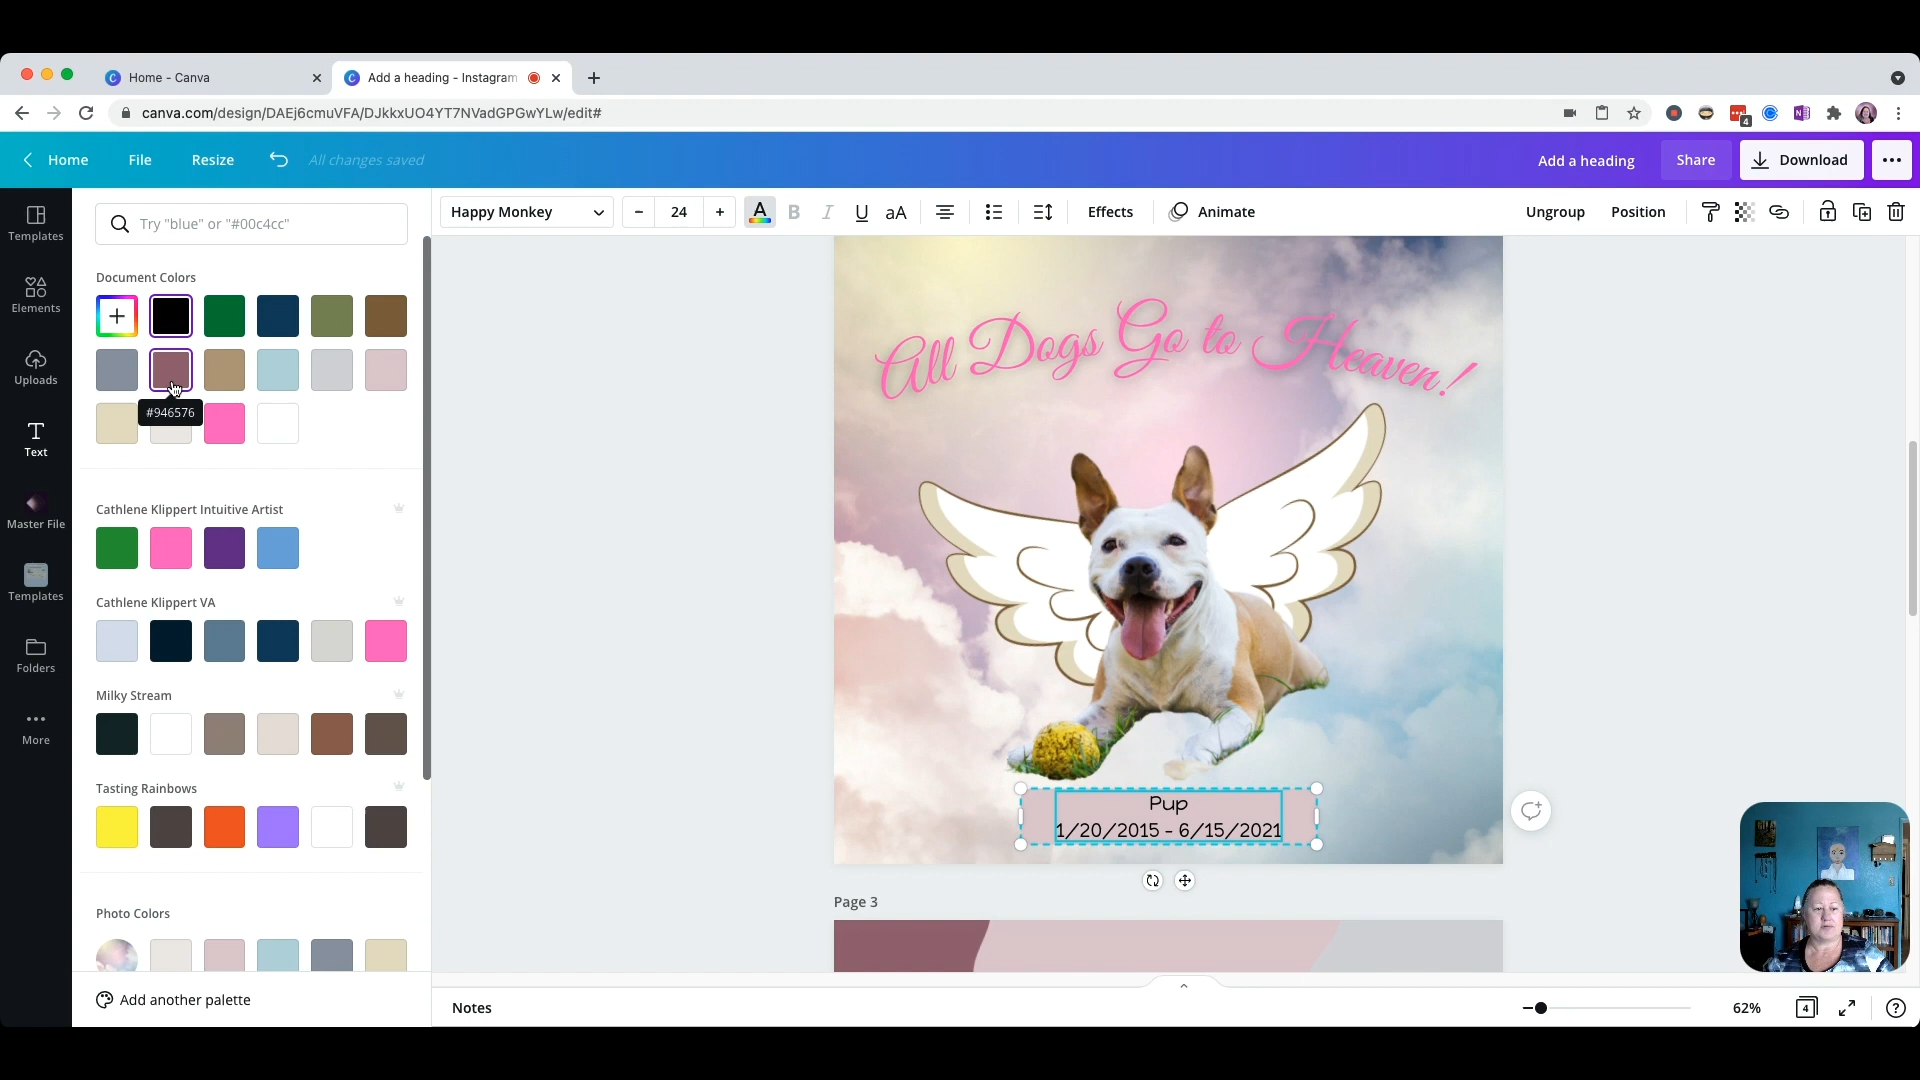 Home - Canva
Add a heading - Instagram
canva.com/design/DAEj6cmuVFA/DJkkxUO4YT7NVadGPGwYLw/edit#
4
Home
File
Resize
All changes saved
Add a heading
Share
Download
Templates
Elements
Uploads
Text
Master File
Templates
Folders
More
Try "blue" or "#00c4cc"
Document Colors
#946576
Cathlene Klippert Intuitive Artist
Cathlene Klippert VA
Milky Stream
Tasting Rainbows
Photo Colors
Add another palette
Happy Monkey
24
A
B
I
U
aA
Effects
Animate
Ungroup
Position
All Dogs Go to Heaven!
Pup
1/20/2015 - 6/15/2021
Page 3
Notes
62%
4